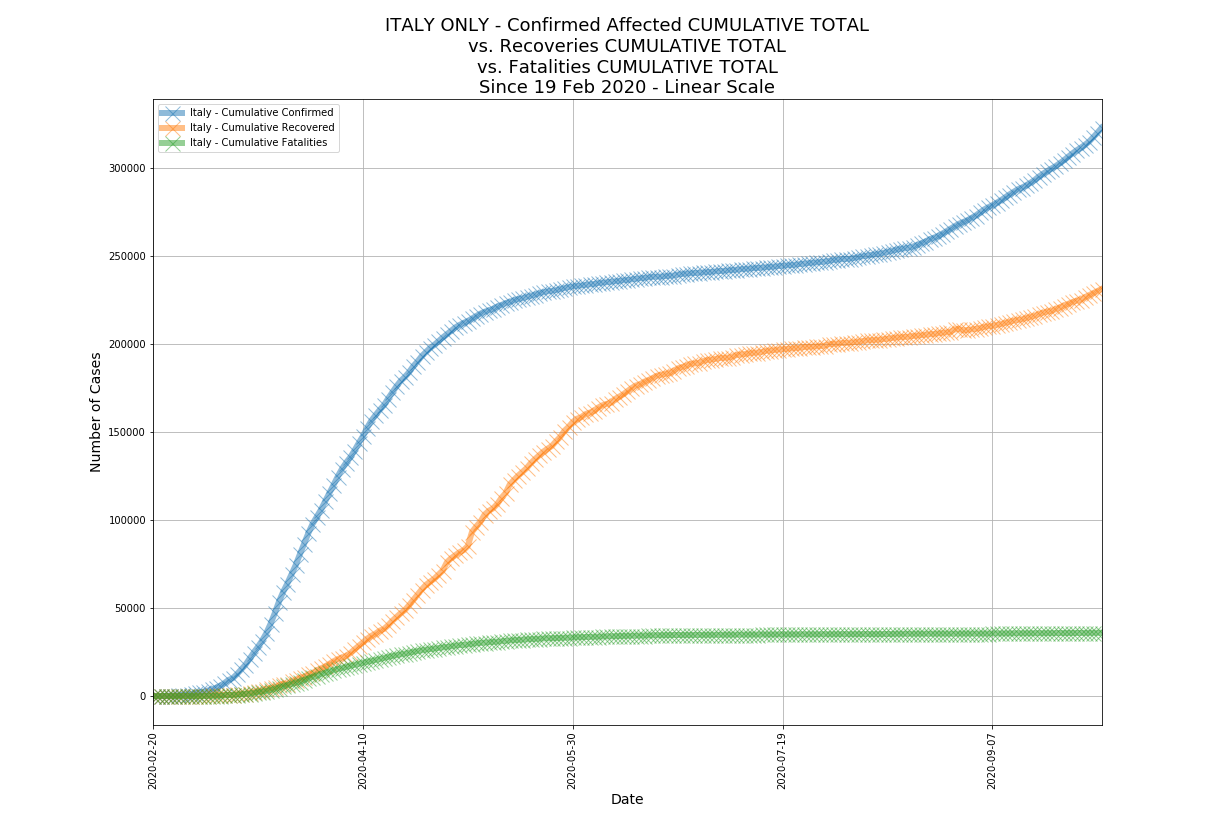 ITALY ONLY - Confirmed Affected CUMULATIVE TOTAL
vs. Recoveries CUMULATIVE TOTAL
vs. Fatalities CUMULATIVE TOTAL
Since 19 Feb 2020 - Linear Scale
Italy - Cumulative Confirmed
Italy - Cumulative Recovered
Italy - Cumulative Fatalities
Number of Cases
300000
250000
200000
150000
100000
50000
0
2020-02-20
2020-04-10
2020-05-30
2020-07-19
2020-09-07
Date